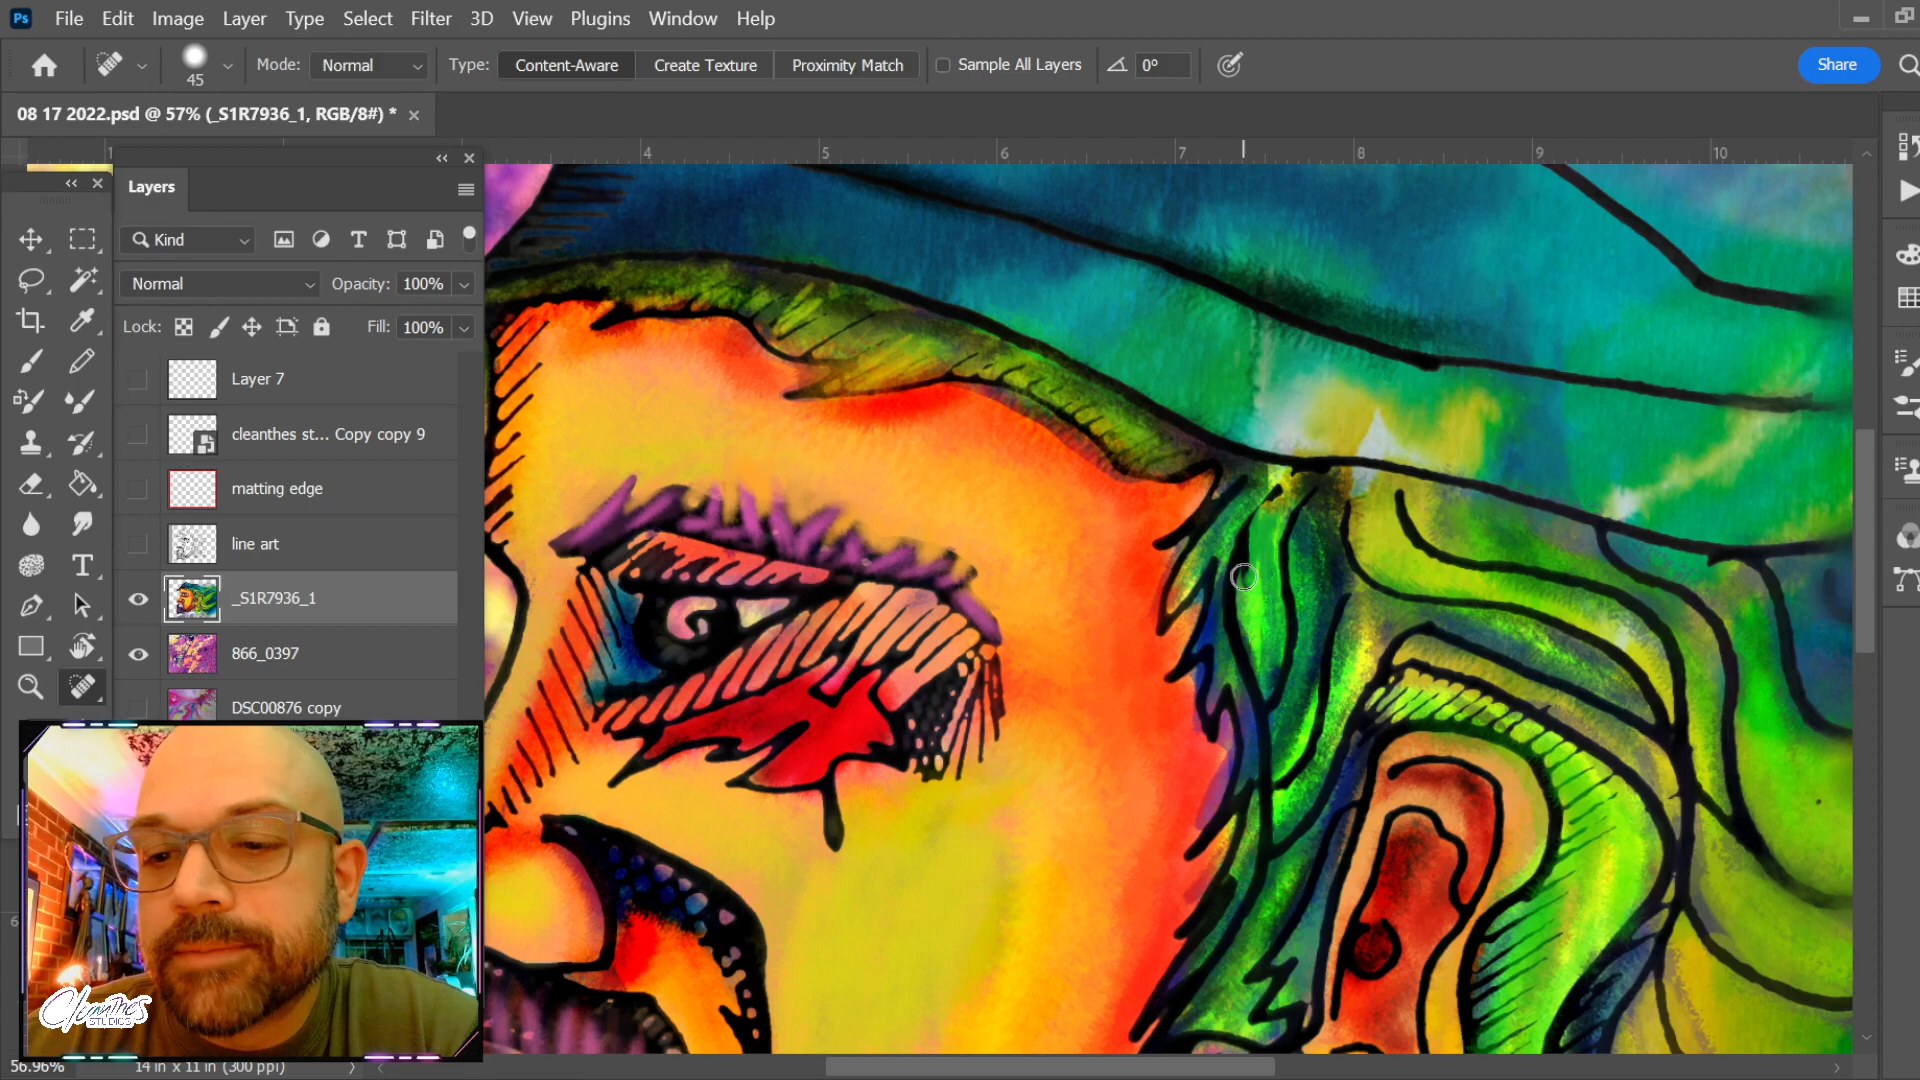 Ps File Edit Image Layer Type Select Filter 3D View Plugins Window Help
45 Mode: Normal Type: Content-Aware Create Texture Proximity Match Sample All Layers 0° Share
08 17 2022.psd @ 57% (_S1R7936_1, RGB/8#) *
4 5 6 7 8 9 10
Layers
Kind
Normal Opacity: 100%
Lock: Fill: 100%
Layer 7
cleanthes st... Copy copy 9
matting edge
line art
_S1R7936_1
866_0397
DSC00876 copy
Cleanthes
STUDIOS
56.96% 14 in x 11 in (300 ppi)